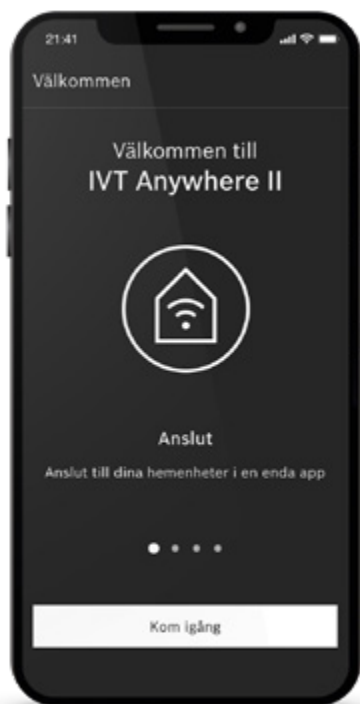 21:41
Välkommen
Välkommen till
IVT Anywhere II
Anslut
Anslut till dina hemenheter i en enda app
Kom igång